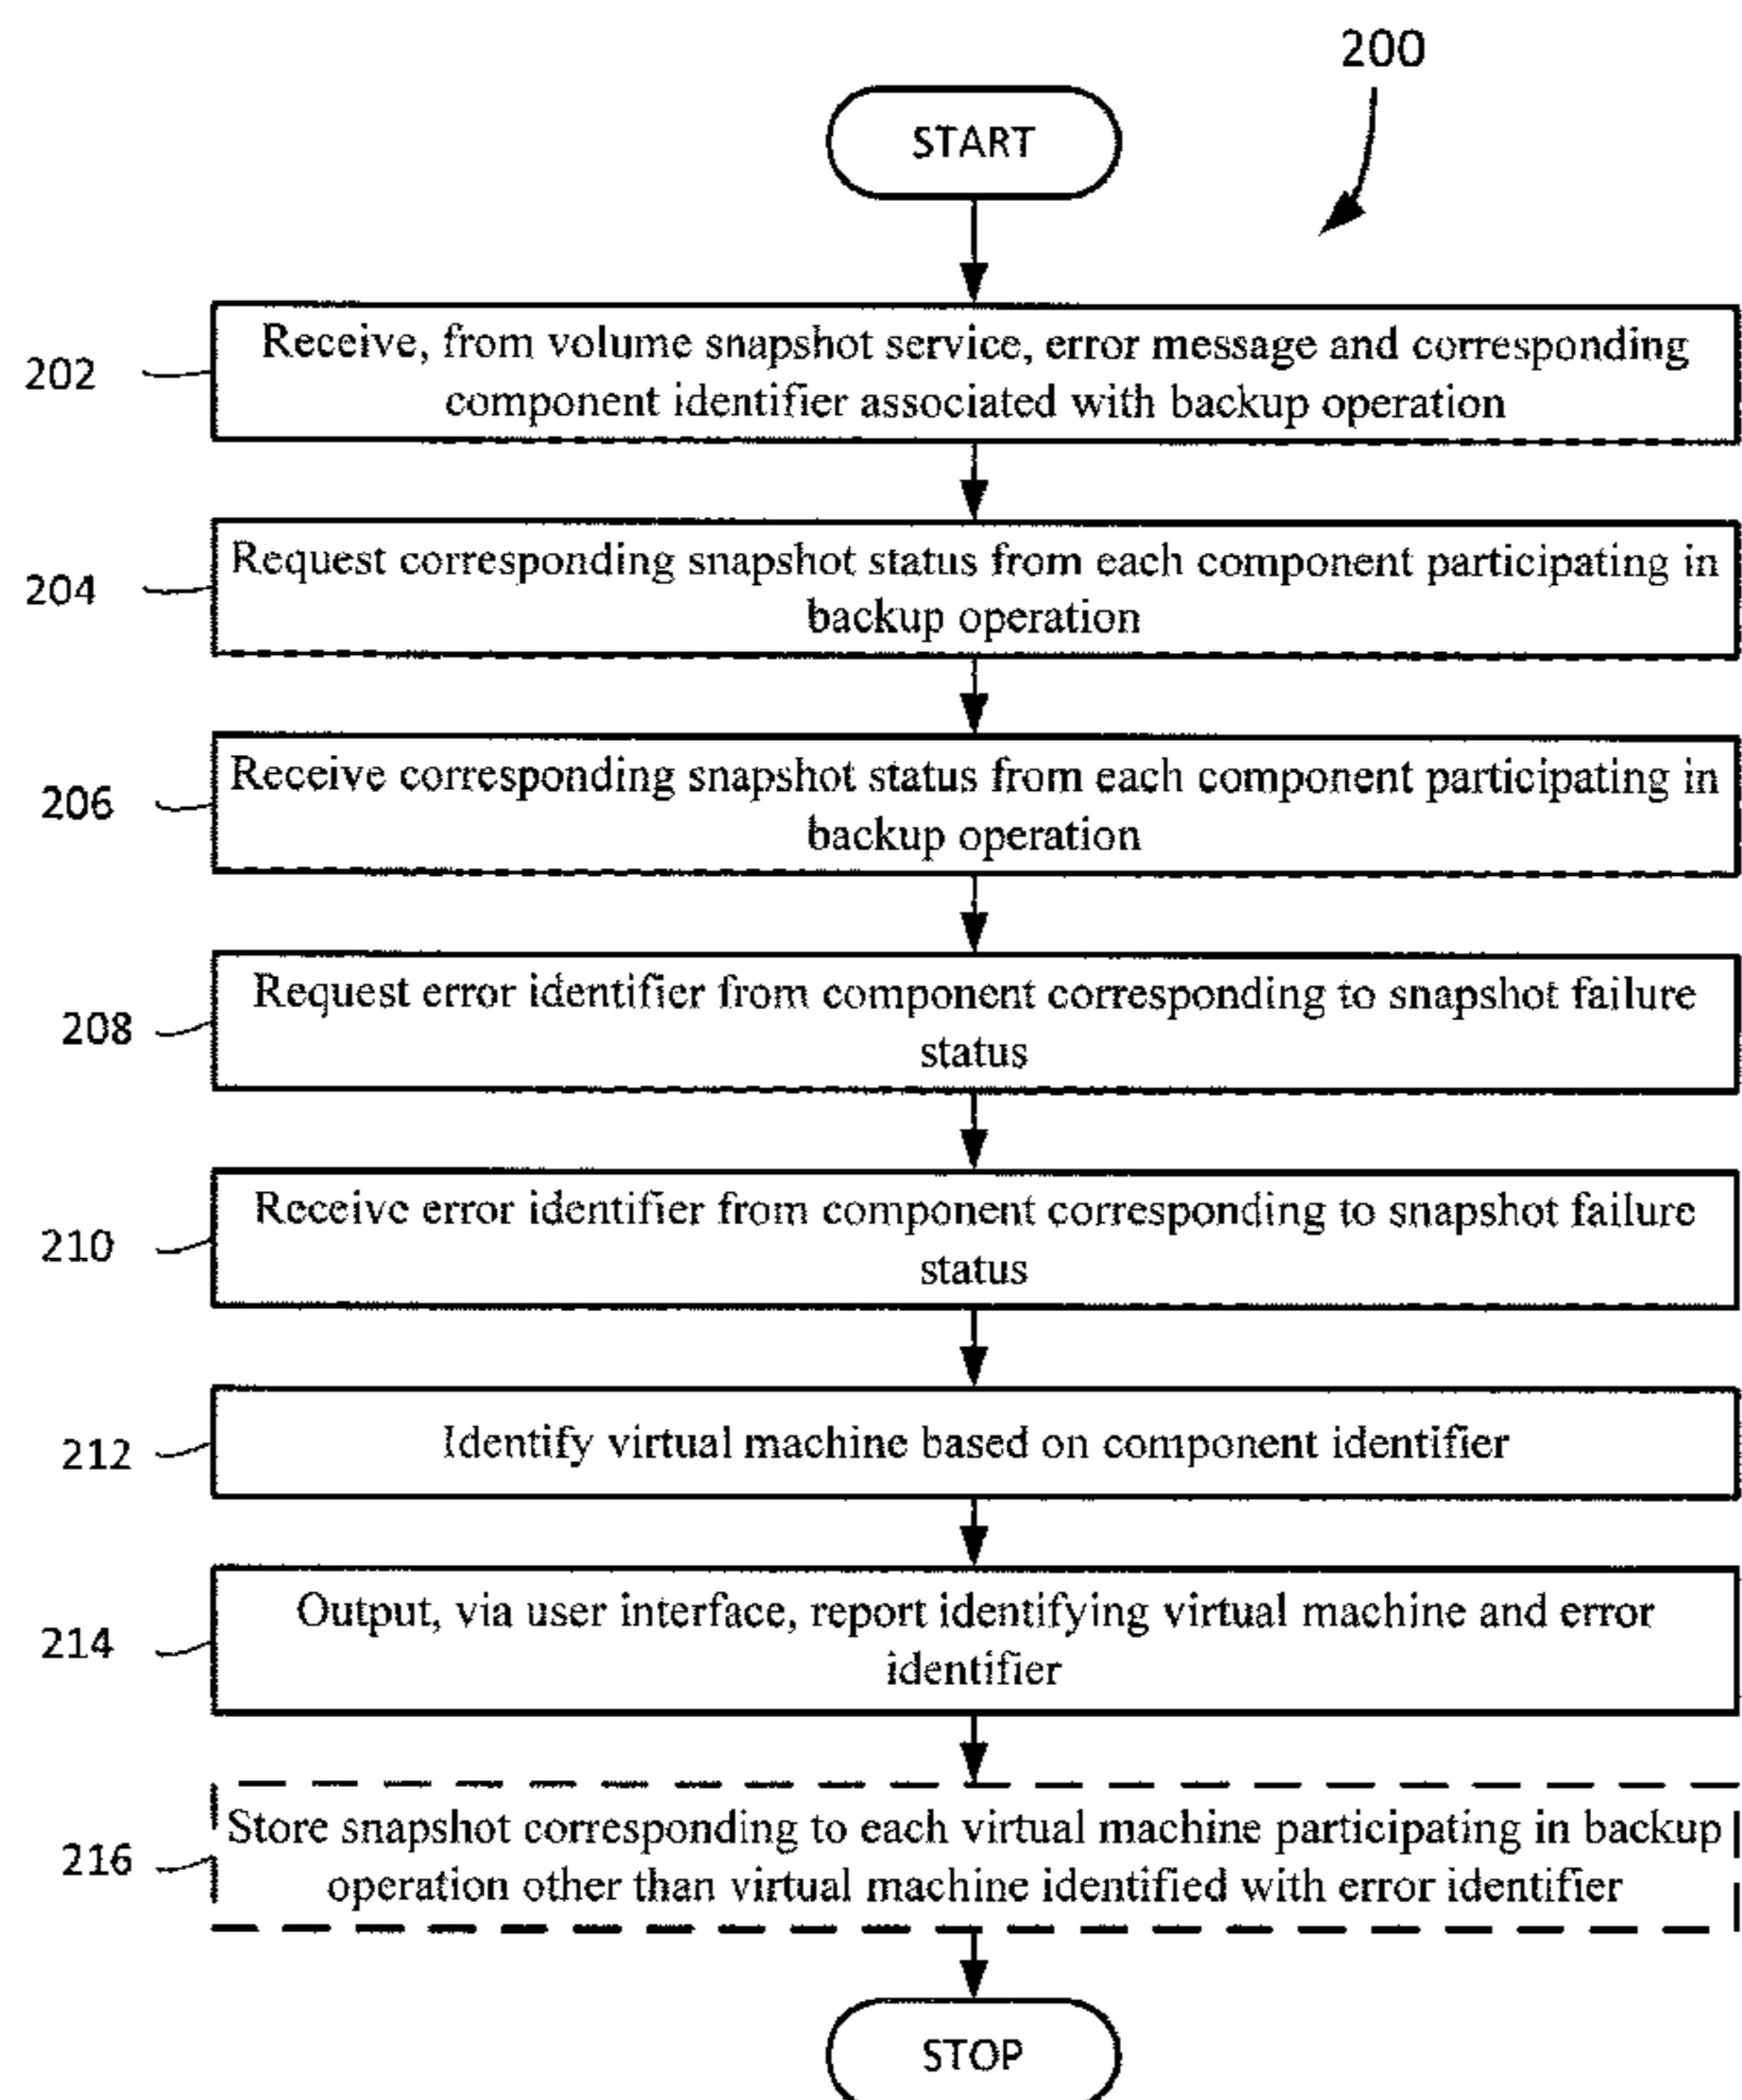 200
START
202
Receive, from volume snapshot service, error message and corresponding
component identifier associated with backup operation
204
Request corresponding snapshot status from each component participating in
backup operation
206
Receive corresponding snapshot status from each component participating in
backup operation
208
Request error identifier from component corresponding to snapshot failure
status
210
Receive error identifier from component corresponding to snapshot failure
status
212
Identify virtual machine based on component identifier
214
Output, via user interface, report identifying virtual machine and error
identifier
216
Store snapshot corresponding to each virtual machine participating in backup
operation other than virtual machine identified with error identifier
STOP